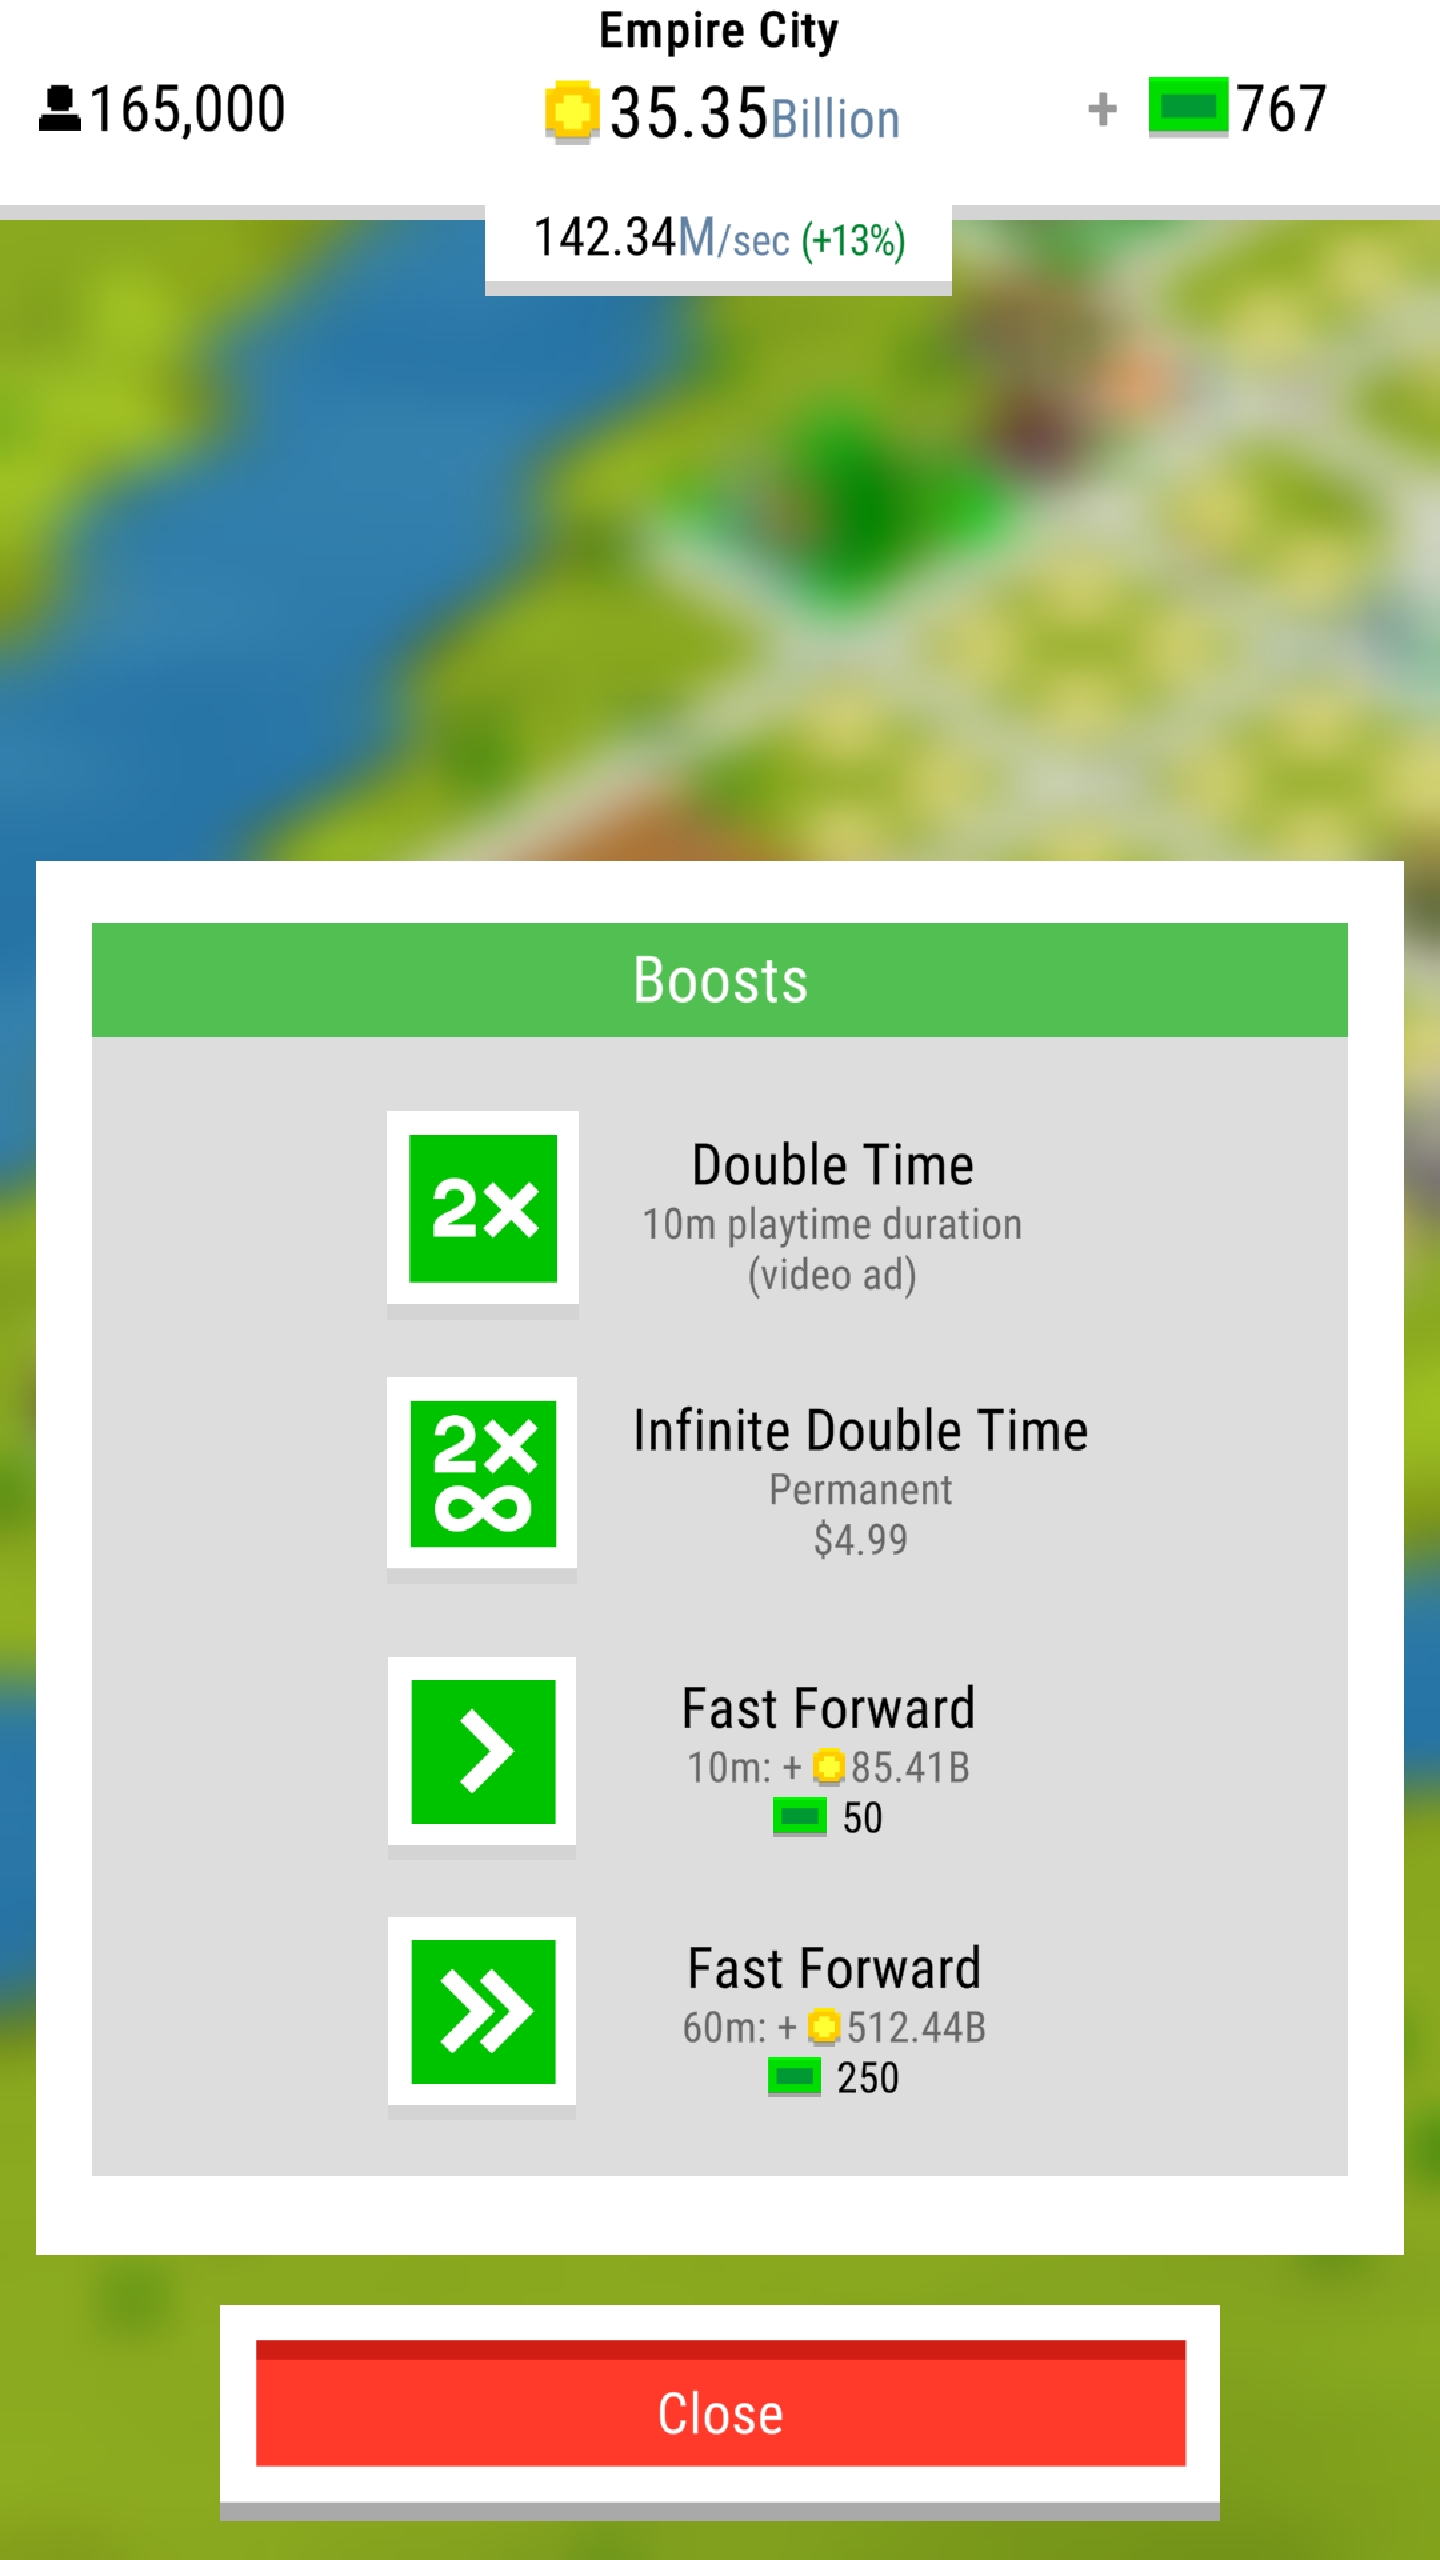 Empire City
165,000
35.35Billion
+ 767
142.34M/sec (+13%)
Boosts
2×
Double Time
10m playtime duration
(video ad)
2×
∞
Infinite Double Time
Permanent
$4.99
Fast Forward
10m: + 85.41B
50
Fast Forward
60m: + 512.44B
250
Close